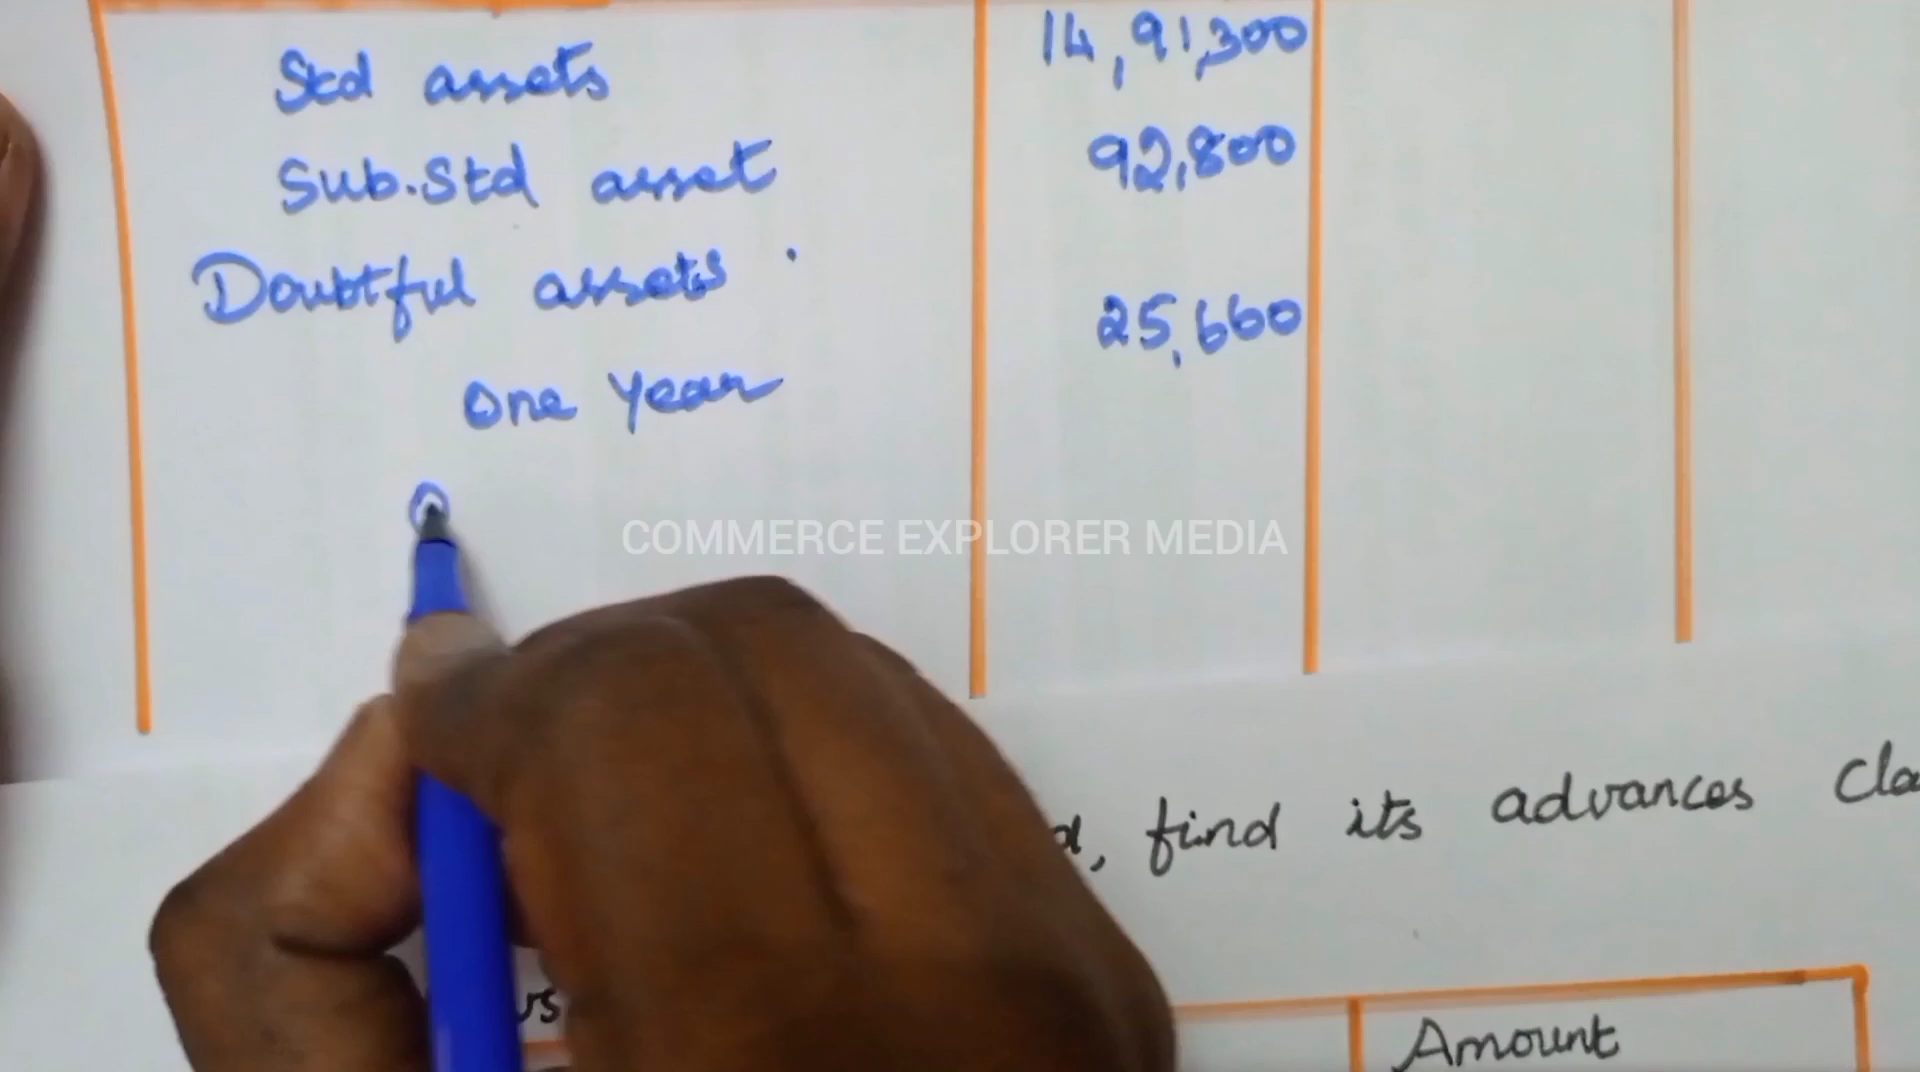 Std assets 14,91,300
Sub.Std asset 92,800
Doubtful assets 25,660
One Year
COMMERCE EXPLORER MEDIA
find its advances
Amount